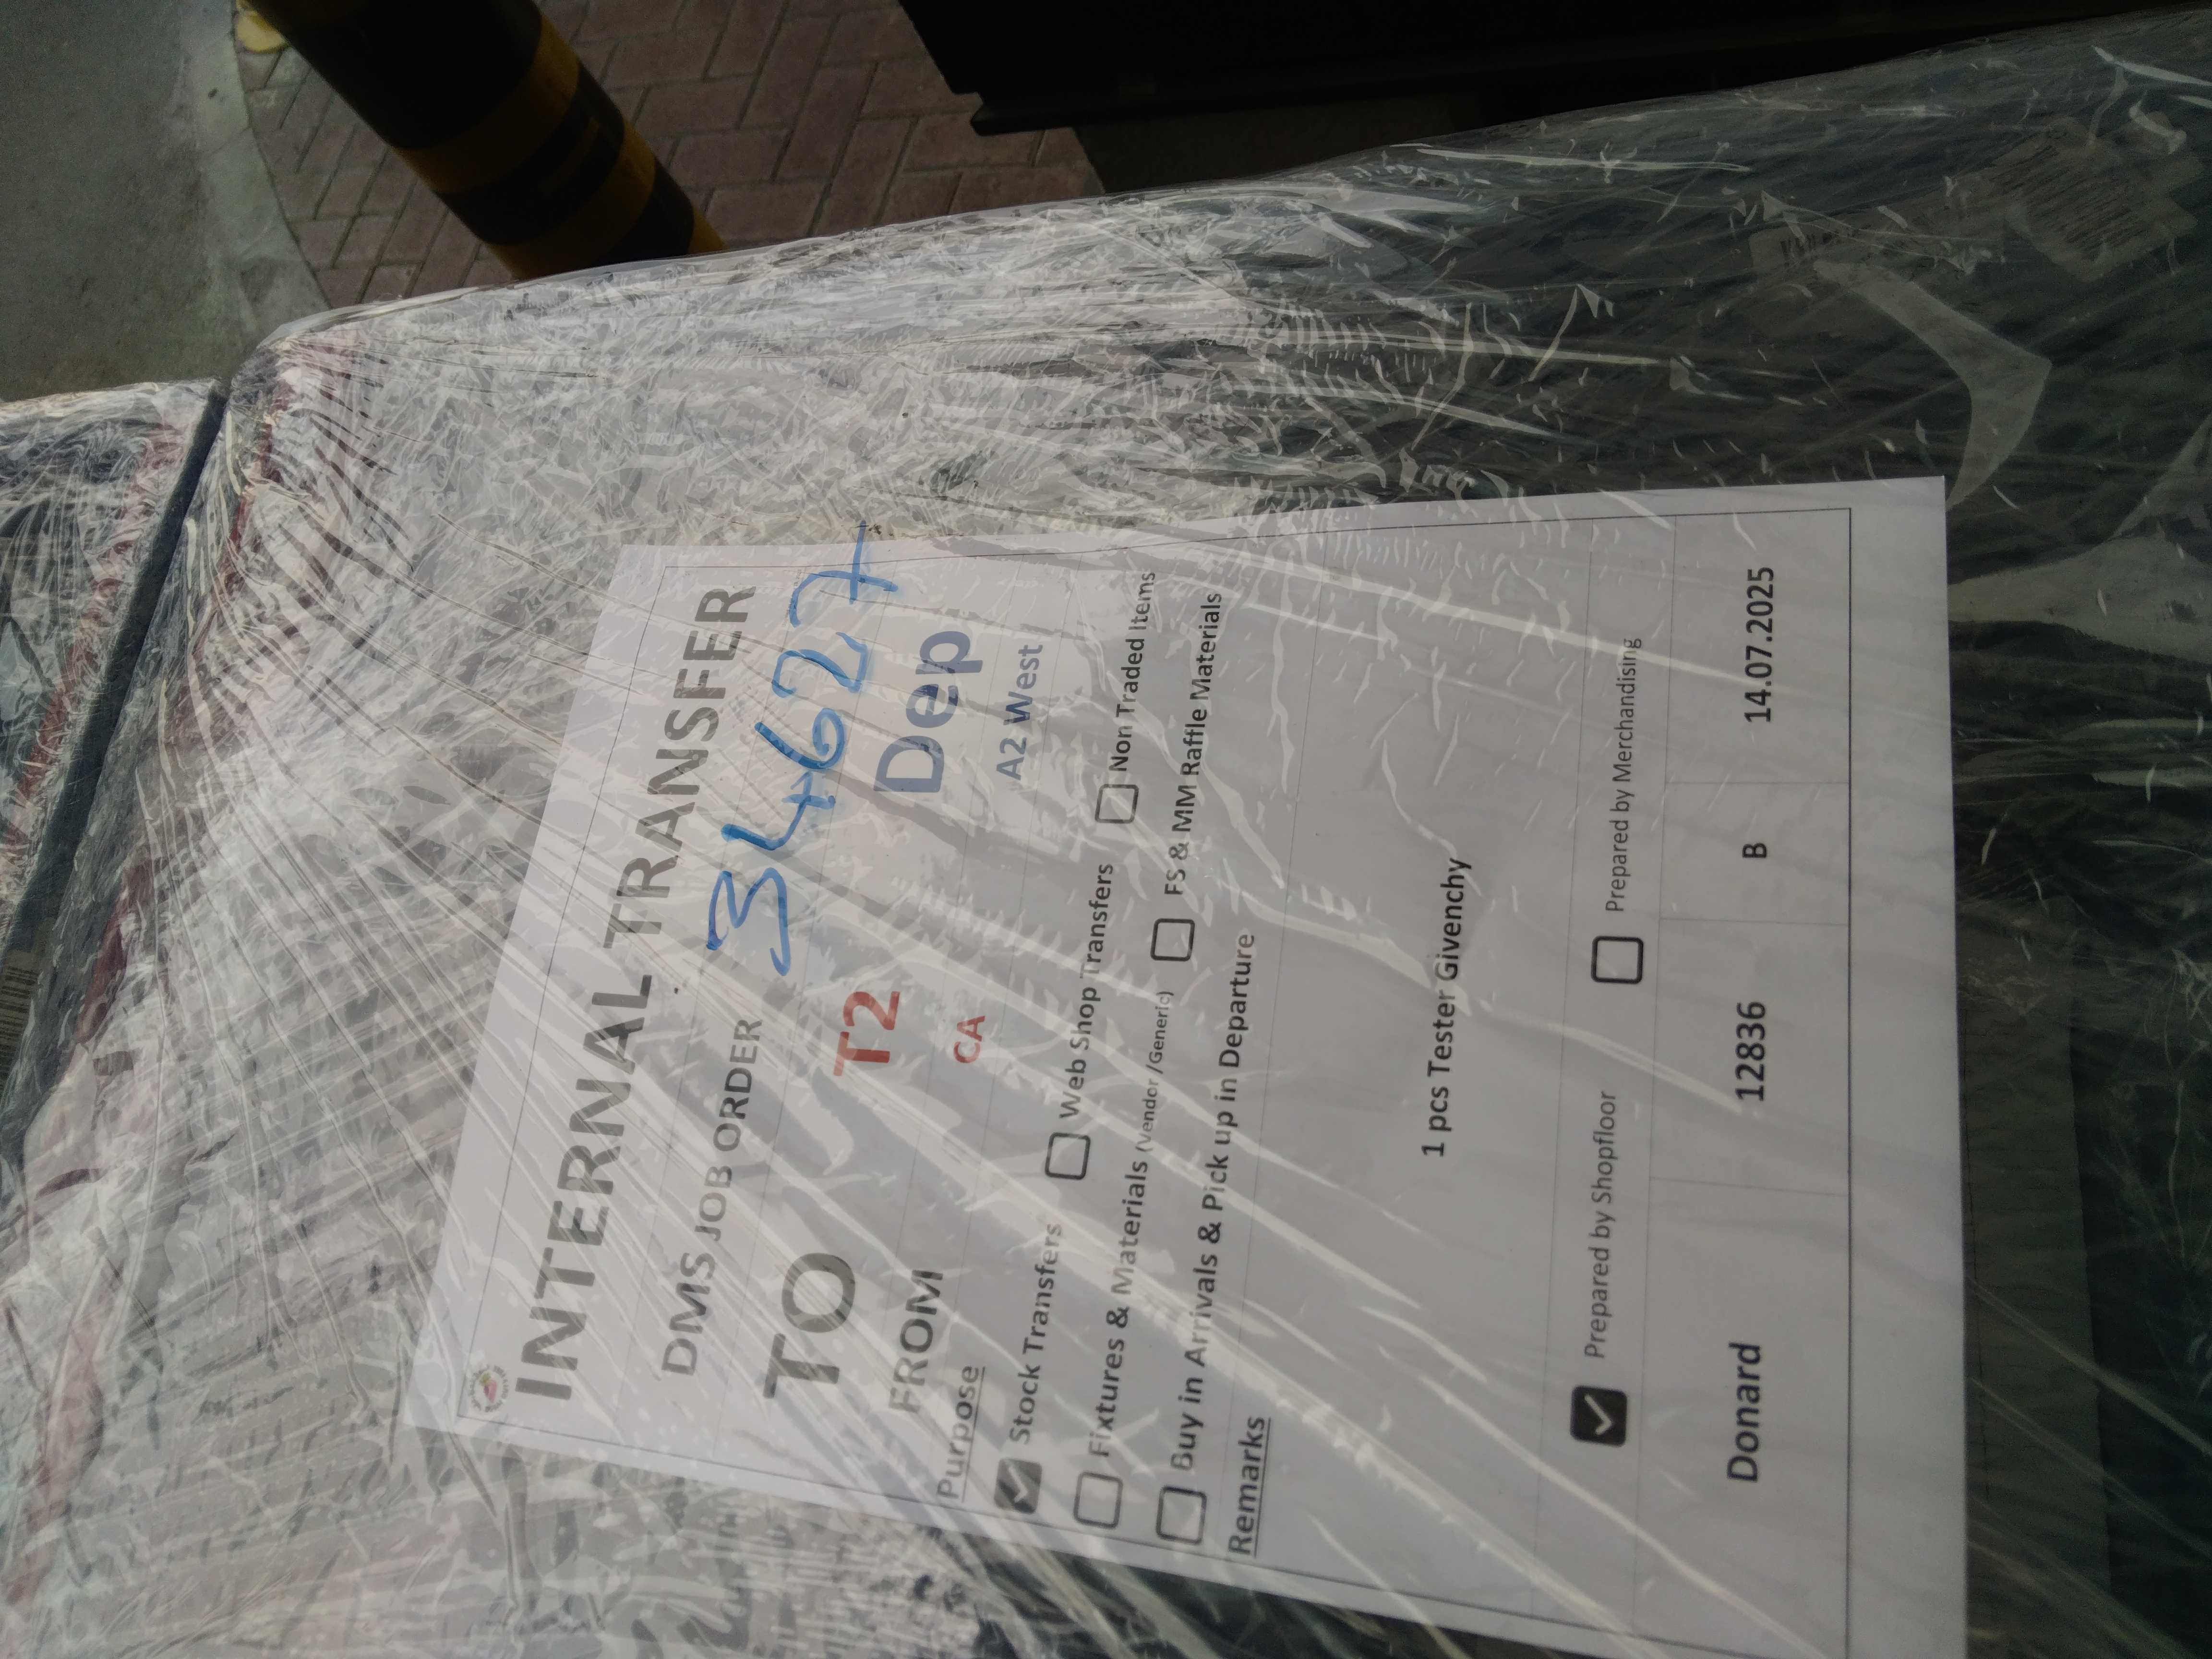 INTERNAL TRANSFER
DMS JOB ORDER 34627
TO T2 Dep
FROM CA A2 West
Purpose
Stock Transfers Web Shop Transfers Non Traded Items
Fixtures & Materials (Vendor/Generic) FS & MM Raffle Materials
Buy in Arrivals & Pick up in Departure
Remarks
1 pcs Tester Givenchy
Prepared by Shopfloor Prepared by Merchandising
Donard 12836 B 14.07.2025